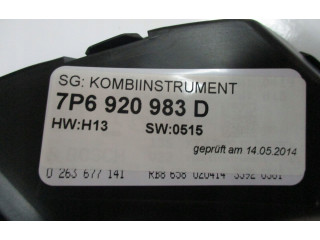 SG: KOMBIINSTRUMENT
7P6 920 983 D
HW:H13 SW:0515
geprüft am 14.05.2014
0 263 677 141